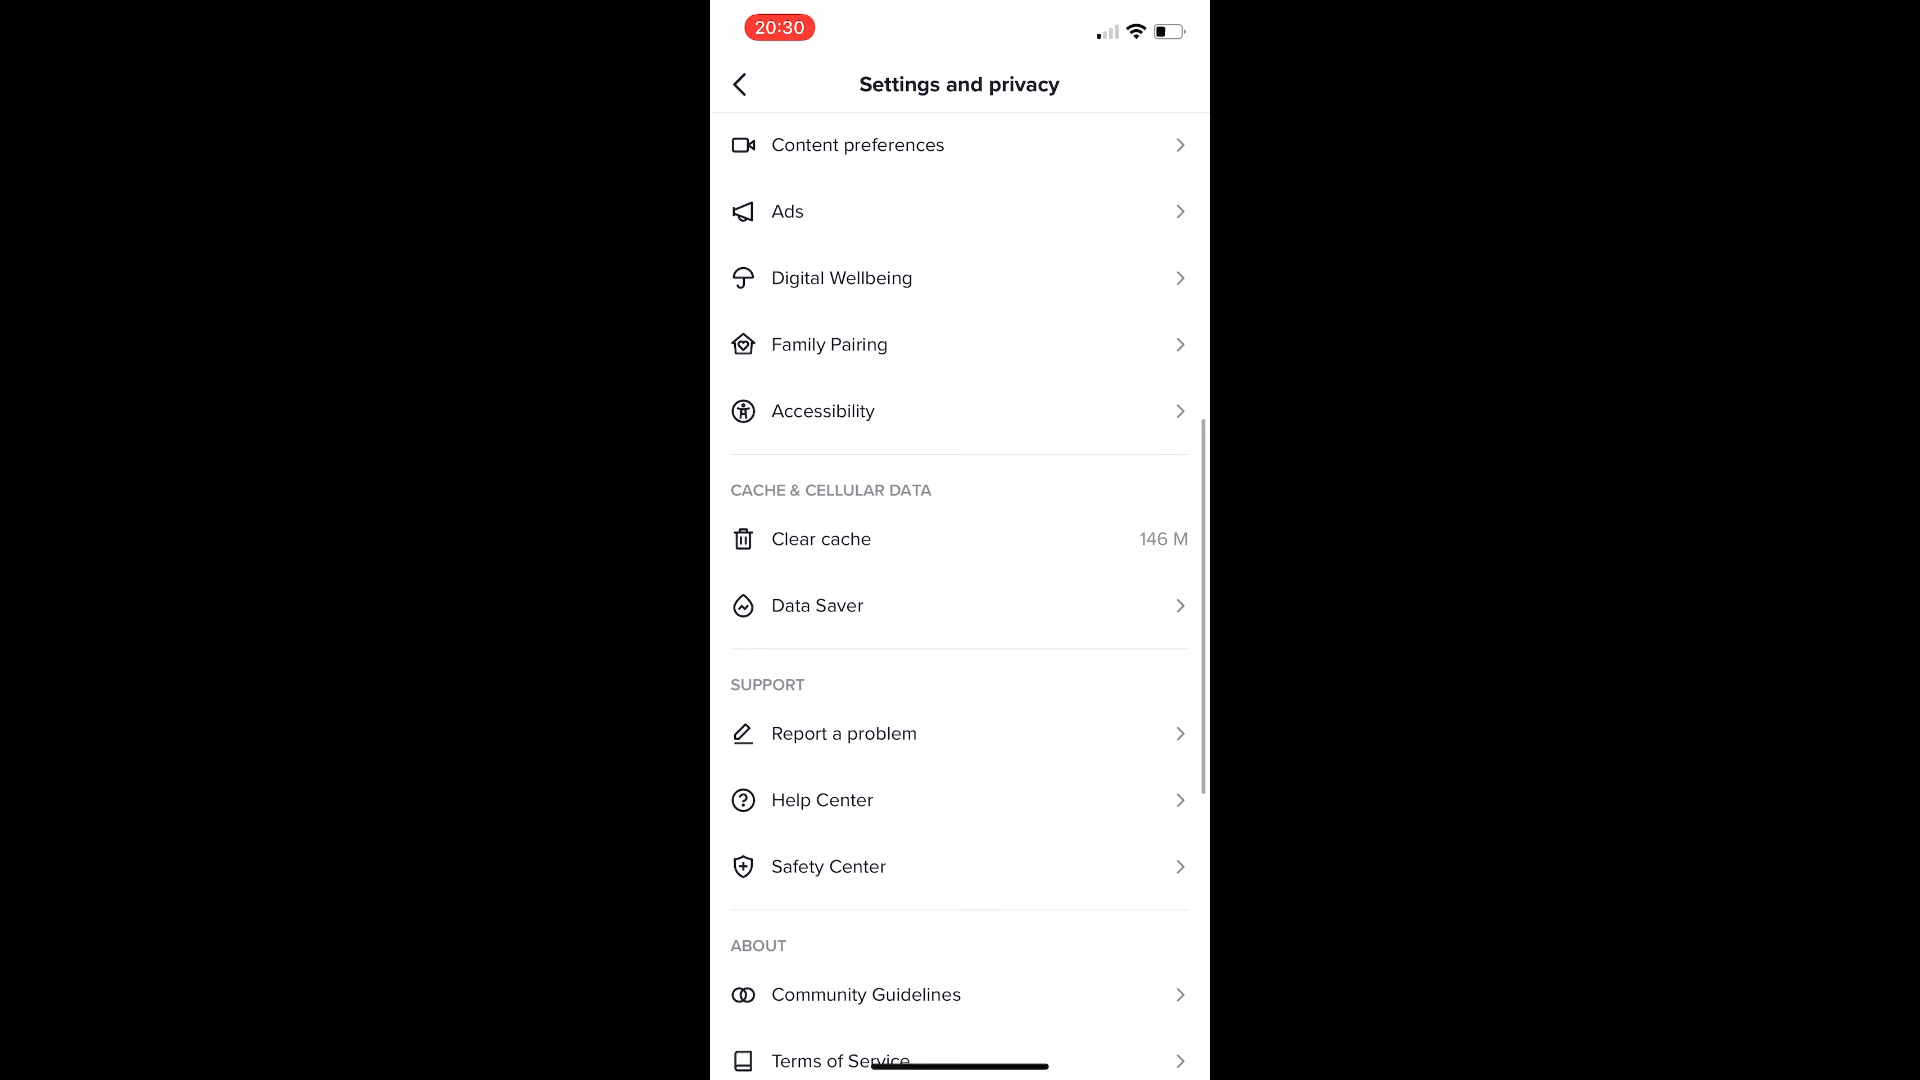 20:30
Settings and privacy
Content preferences
Ads
Digital Wellbeing
Family Pairing
Accessibility
CACHE & CELLULAR DATA
Clear cache 146 M
Data Saver
SUPPORT
Report a problem
Help Center
Safety Center
ABOUT
Community Guidelines
Terms of Service